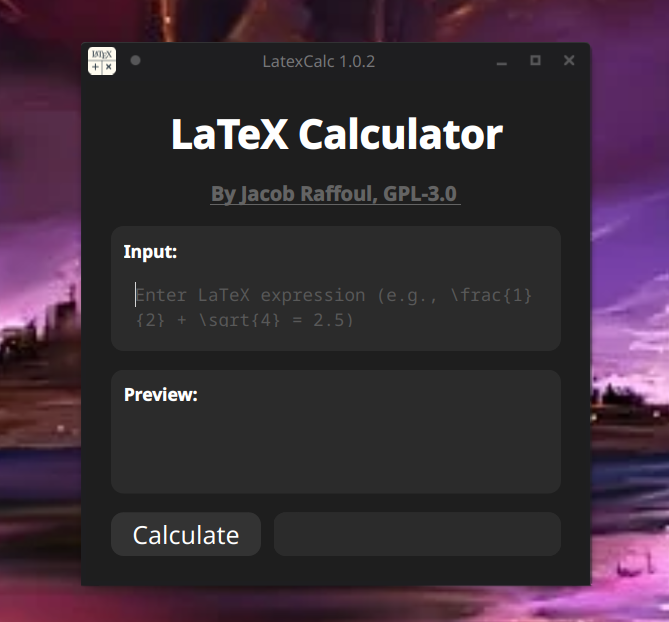 LATEX
+ ×
LatexCalc 1.0.2
LaTeX Calculator
By Jacob Raffoul, GPL-3.0
Input:
Enter LaTeX expression (e.g., \frac{1}
{2} + \sqrt{4} = 2.5)
Preview:
Calculate